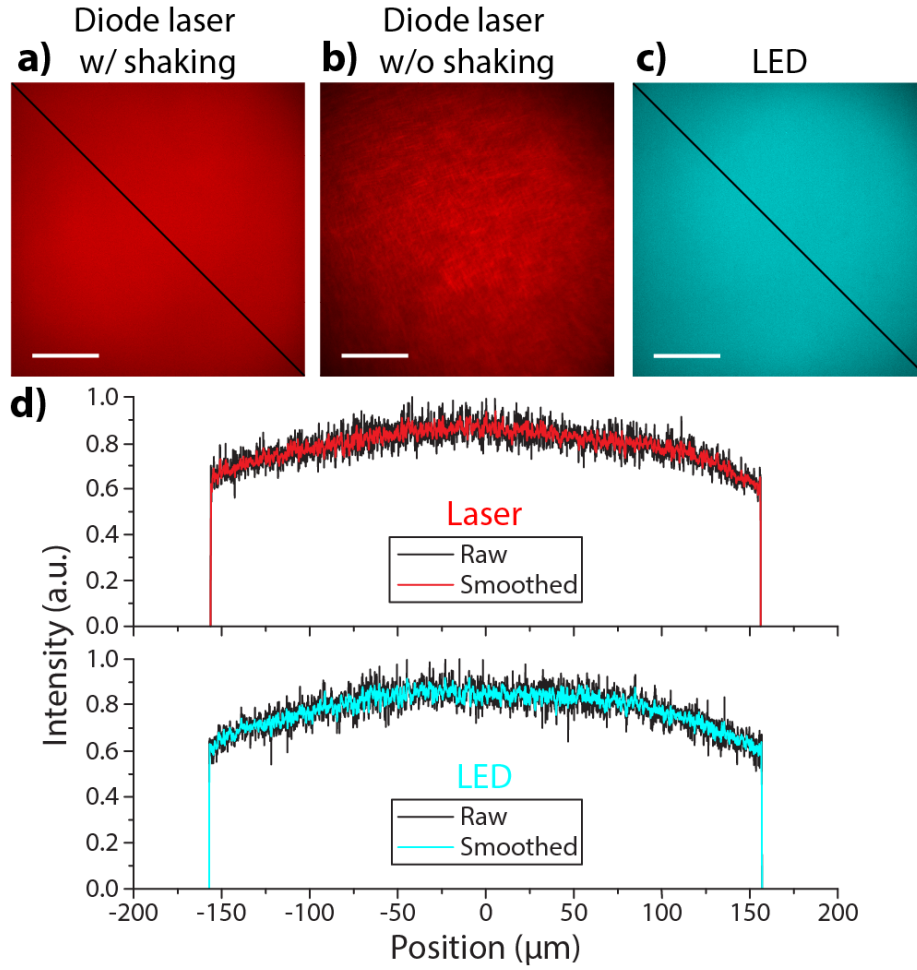 Diode laser
a) w/ shaking
Diode laser
b) w/o shaking
c) LED
d)
Intensity (a.u.)
1.0
0.8
0.6
0.4
0.2
0.0
Laser
Raw
Smoothed
1.0
0.8
0.6
0.4
0.2
0.0
LED
Raw
Smoothed
-200 -150 -100 -50 0 50 100 150 200
Position (µm)